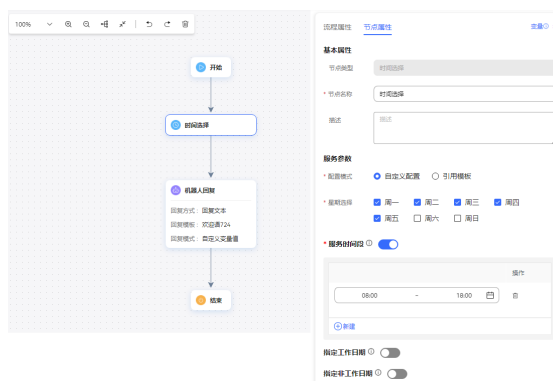 100%
开始
时间选择
机器人回复
回复方式： 回复文本
回复模板： 欢迎语724
回复模式： 自定义变量值
结束
流程属性 节点属性 变量
基本属性
节点类型 时间选择
* 节点名称 时间选择
描述 描述
服务参数
* 配置模式 自定义配置 引用模板
* 星期选择 周一 周二 周三 周四
周五 周六 周日
* 服务时间段
操作
08:00 - 18:00
新建
指定工作日期
指定非工作日期